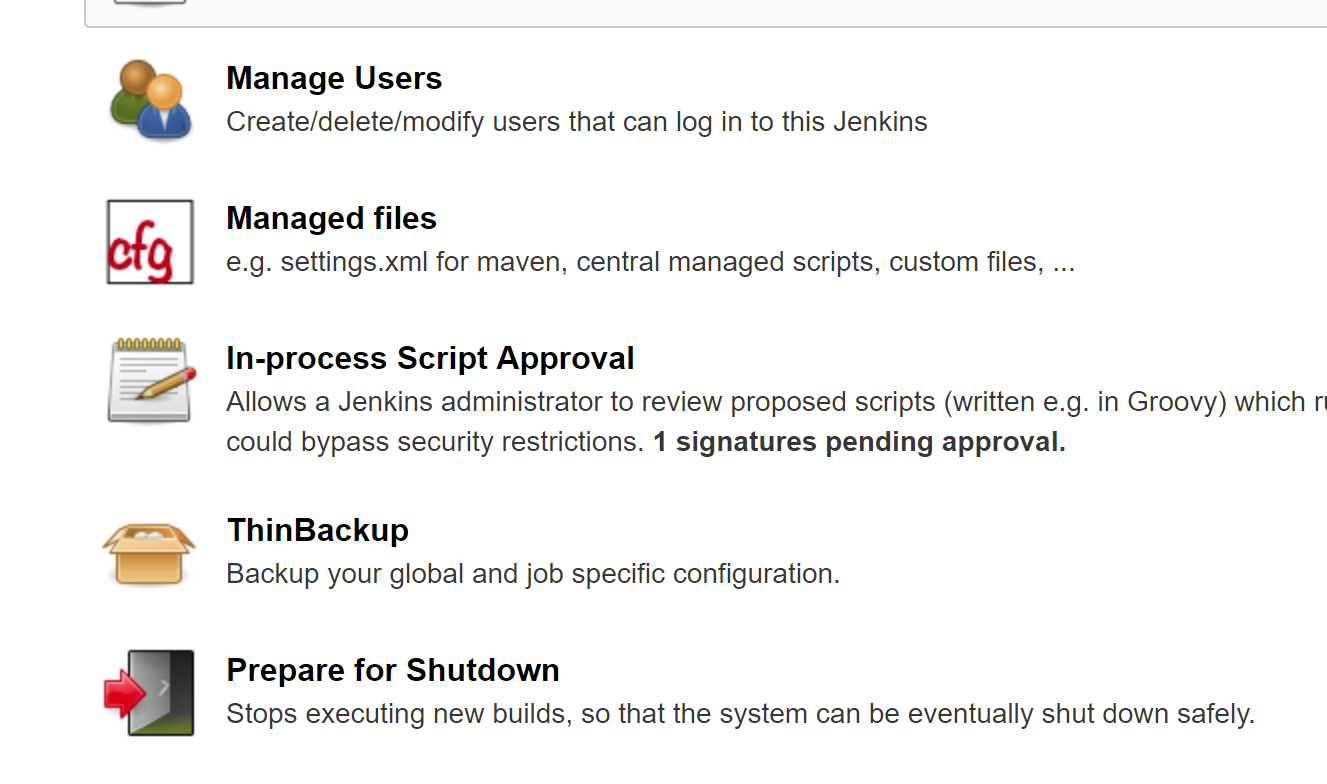 Manage Users
Create/delete/modify users that can log in to this Jenkins
cfg
Managed files
e.g. settings.xml for maven, central managed scripts, custom files, ...
In-process Script Approval
Allows a Jenkins administrator to review proposed scripts (written e.g. in Groovy) which
could bypass security restrictions. 1 signatures pending approval.
ThinBackup
Backup your global and job specific configuration.
Prepare for Shutdown
Stops executing new builds, so that the system can be eventually shut down safely.